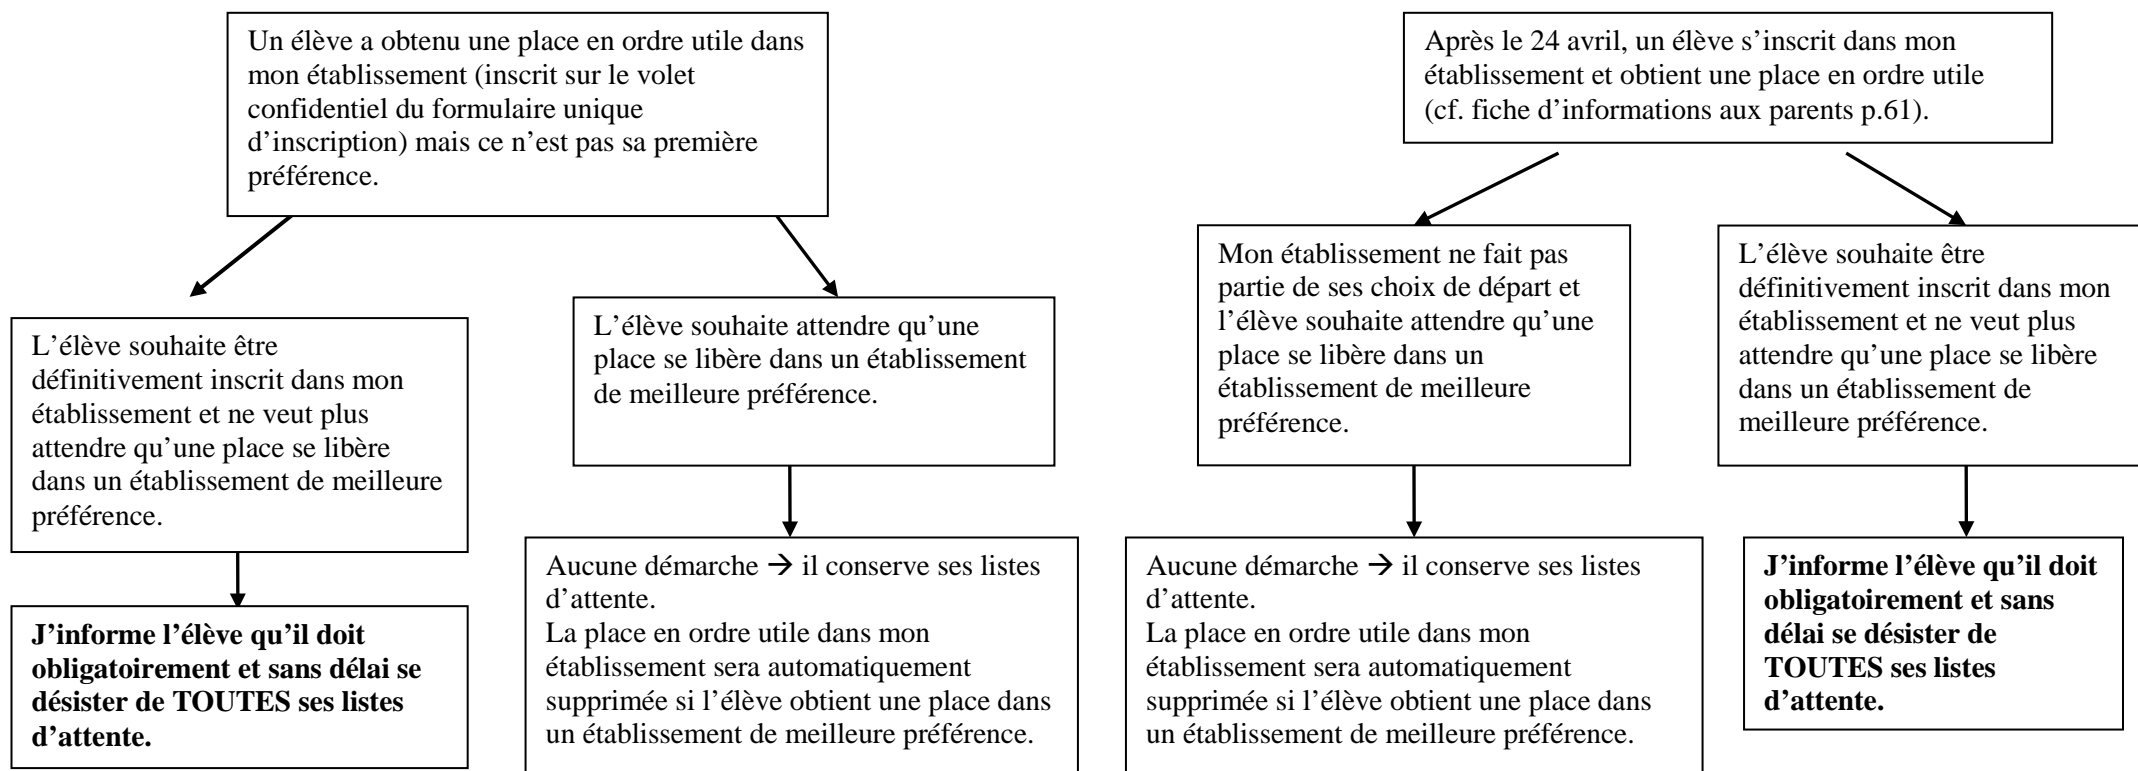 Un élève a obtenu une place en ordre utile dans
mon établissement (inscrit sur le volet
confidentiel du formulaire unique
d’inscription) mais ce n’est pas sa première
préférence.
Après le 24 avril, un élève s’inscrit dans mon
établissement et obtient une place en ordre utile
(cf. fiche d’informations aux parents p.61).
L’élève souhaite être
définitivement inscrit dans mon
établissement et ne veut plus
attendre qu’une place se libère
dans un établissement de meilleure
préférence.
L’élève souhaite attendre qu’une
place se libère dans un établissement
de meilleure préférence.
Mon établissement ne fait pas
partie de ses choix de départ et
l’élève souhaite attendre qu’une
place se libère dans un
établissement de meilleure
préférence.
L’élève souhaite être
définitivement inscrit dans mon
établissement et ne veut plus
attendre qu’une place se libère
dans un établissement de
meilleure préférence.
J’informe l’élève qu’il doit
obligatoirement et sans délai se
désister de TOUTES ses listes
d’attente.
Aucune démarche → il conserve ses listes
d’attente.
La place en ordre utile dans mon
établissement sera automatiquement
supprimée si l’élève obtient une place dans
un établissement de meilleure préférence.
Aucune démarche → il conserve ses listes
d’attente.
La place en ordre utile dans mon
établissement sera automatiquement
supprimée si l’élève obtient une place dans
un établissement de meilleure préférence.
J’informe l’élève qu’il doit
obligatoirement et sans
délai se désister de
TOUTES ses listes
d’attente.